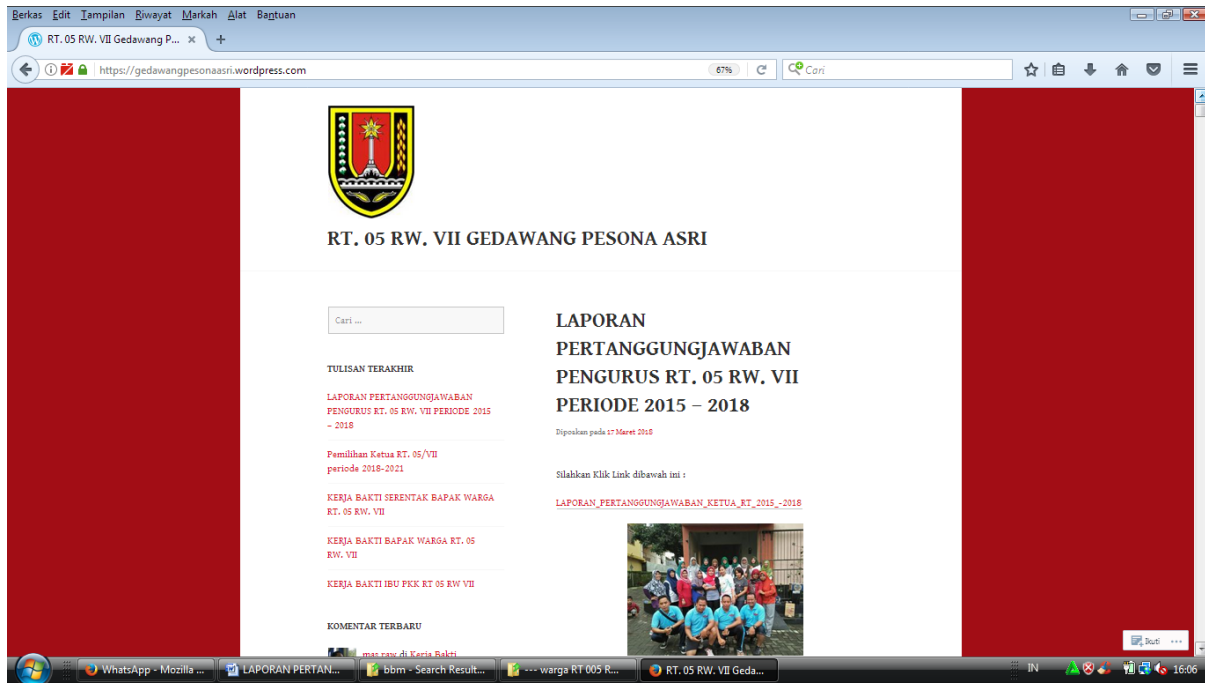 Berkas Edit Tampilan Riwayat Markah Alat Bantuan
RT. 05 RW. VII Gedawang P...
https://gedawangpesonaasri.wordpress.com
67%
Cari
RT. 05 RW. VII GEDAWANG PESONA ASRI
Cari ...
TULISAN TERAKHIR
LAPORAN PERTANGGUNGJAWABAN
PENGURUS RT. 05 RW. VII PERIODE 2015
– 2018
Pemilihan Ketua RT. 05/VII
periode 2018-2021
KERJA BAKTI SERENTAK BAPAK WARGA
RT. 05 RW. VII
KERJA BAKTI BAPAK WARGA RT. 05
RW. VII
KERJA BAKTI IBU PKK RT 05 RW VII
KOMENTAR TERBARU
mas raw di Kerja Bakti
LAPORAN
PERTANGGUNGJAWABAN
PENGURUS RT. 05 RW. VII
PERIODE 2015 – 2018
Diposkan pada 17 Maret 2018
Silahkan Klik Link dibawah ini :
LAPORAN_PERTANGGUNGJAWABAN_KETUA_RT_2015_-2018
Ikuti ...
WhatsApp - Mozilla ...
LAPORAN PERTAN...
bbm - Search Result...
--- warga RT 005 R...
RT. 05 RW. VII Geda...
IN
16:06